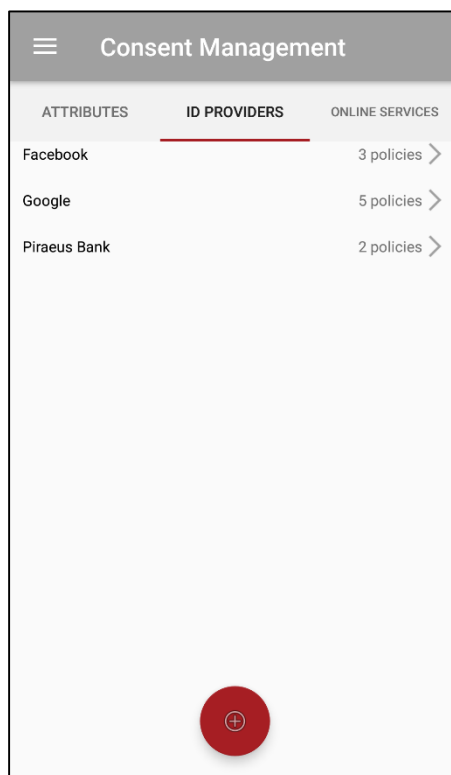 Consent Management
ATTRIBUTES ID PROVIDERS ONLINE SERVICES
Facebook 3 policies
Google 5 policies
Piraeus Bank 2 policies